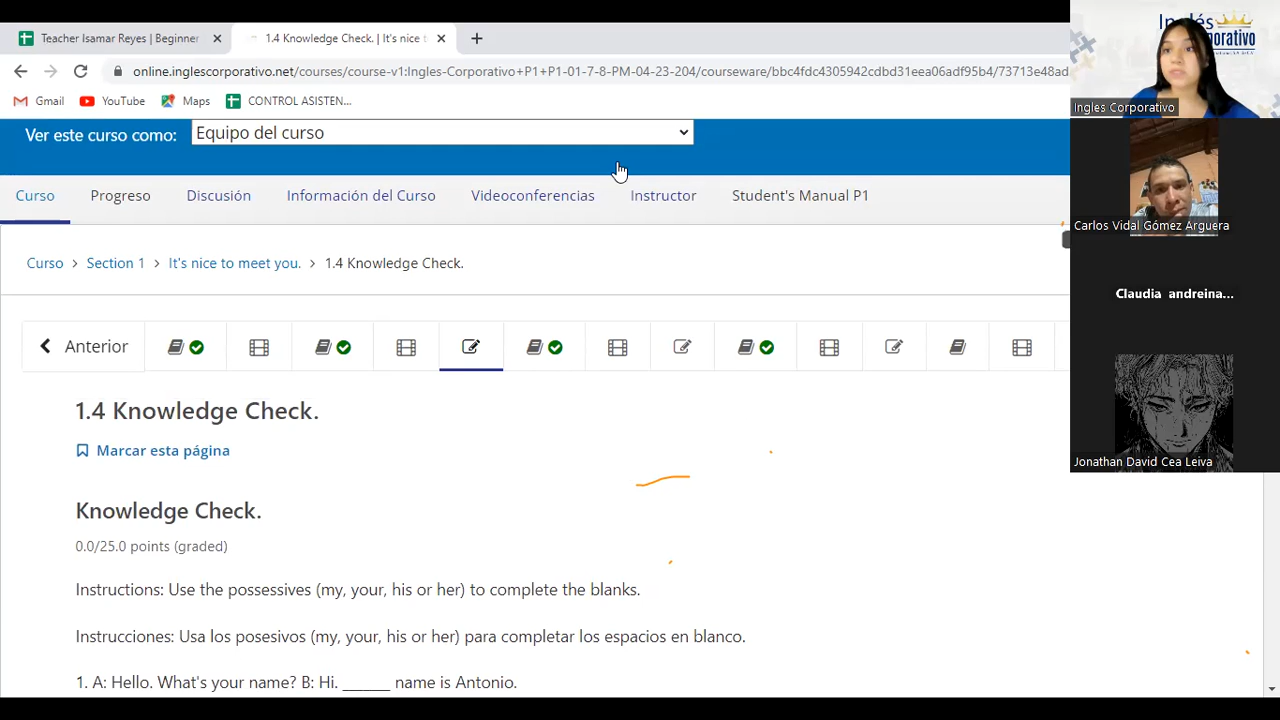 Teacher Isamar Reyes | Beginner
1.4 Knowledge Check. | It's nice t
online.inglescorporativo.net/courses/course-v1:Ingles-Corporativo+P1+P1-01-7-8-PM-04-23-204/courseware/bbc4fdc4305942cdbd31eea06adf95b4/73713e48ad
Gmail YouTube Maps CONTROL ASISTEN...
Ver este curso como: Equipo del curso
Curso Progreso Discusión Información del Curso Videoconferencias Instructor Student's Manual P1
Curso > Section 1 > It's nice to meet you. > 1.4 Knowledge Check.
Anterior
1.4 Knowledge Check.
Marcar esta página
Knowledge Check.
0.0/25.0 points (graded)
Instructions: Use the possessives (my, your, his or her) to complete the blanks.
Instrucciones: Usa los posesivos (my, your, his or her) para completar los espacios en blanco.
1. A: Hello. What's your name? B: Hi. ______ name is Antonio.
Ingles Corporativo
Carlos Vidal Gómez Arguera
Claudia andreina...
Jonathan David Cea Leiva